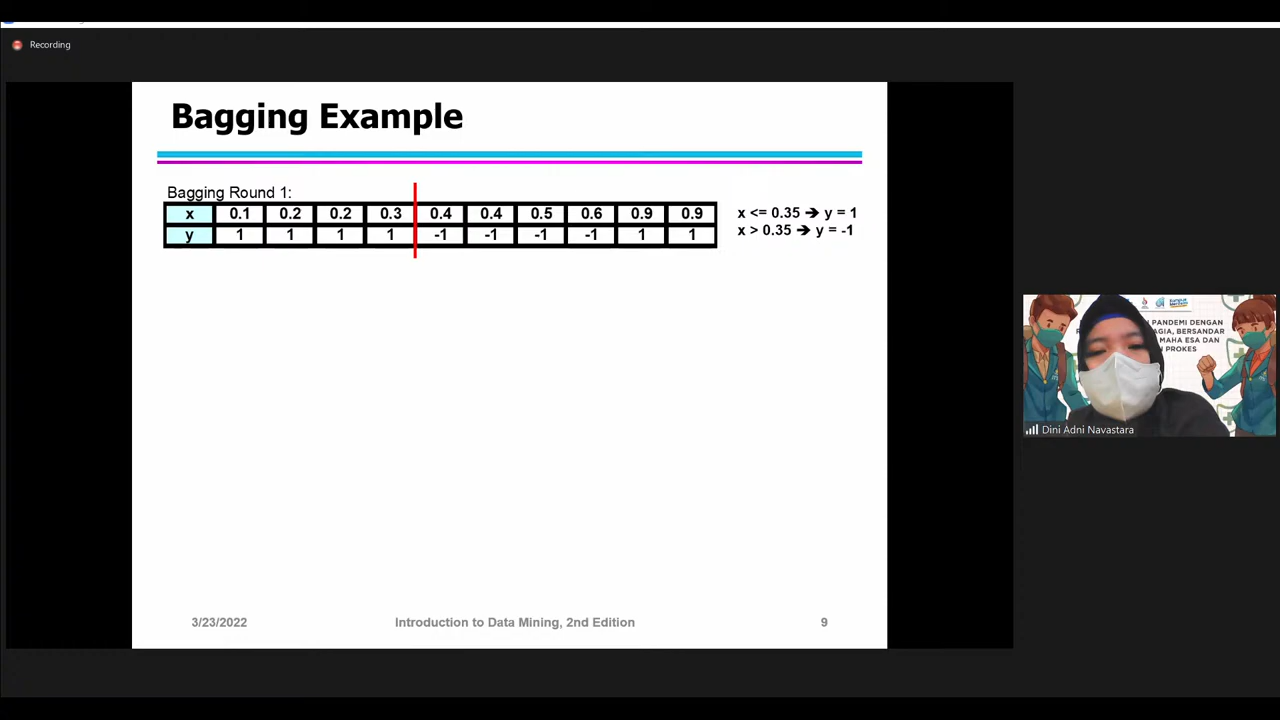 Recording
Bagging Example
Bagging Round 1:
x 0.1 0.2 0.2 0.3 0.4 0.4 0.5 0.6 0.9 0.9
y 1 1 1 1 -1 -1 -1 -1 1 1
x <= 0.35 ➔ y = 1
x > 0.35 ➔ y = -1
PANDEMI DENGAN
AGIA, BERSANDAR
MAHA ESA DAN
PROKES
Dini Adni Navastara
3/23/2022
Introduction to Data Mining, 2nd Edition
9